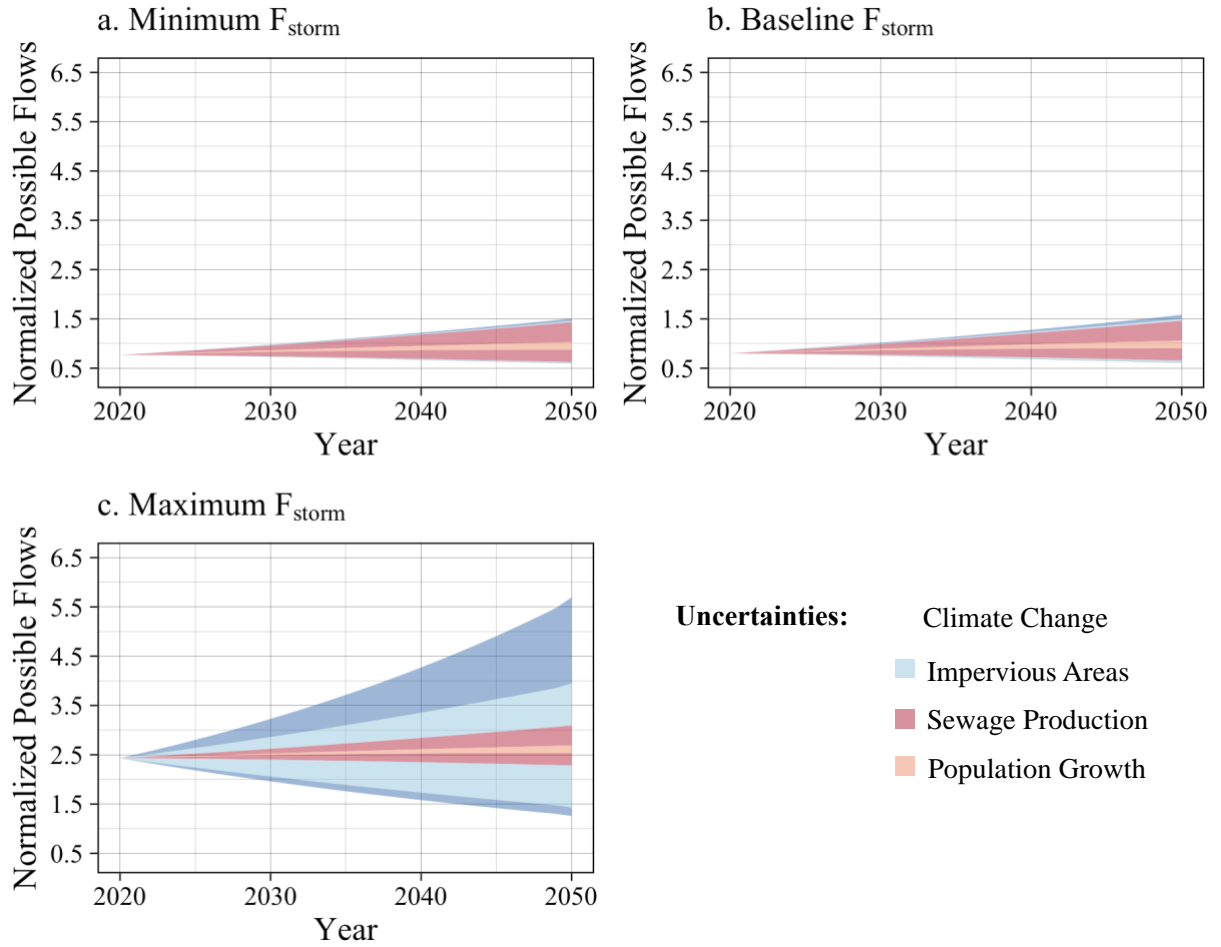 a. Minimum Fstorm
Normalized Possible Flows
6.5
5.5
4.5
3.5
2.5
1.5
0.5
2020 2030 2040 2050
Year
b. Baseline Fstorm
Normalized Possible Flows
6.5
5.5
4.5
3.5
2.5
1.5
0.5
2020 2030 2040 2050
Year
c. Maximum Fstorm
Normalized Possible Flows
6.5
5.5
4.5
3.5
2.5
1.5
0.5
2020 2030 2040 2050
Year
Uncertainties:
Climate Change
Impervious Areas
Sewage Production
Population Growth